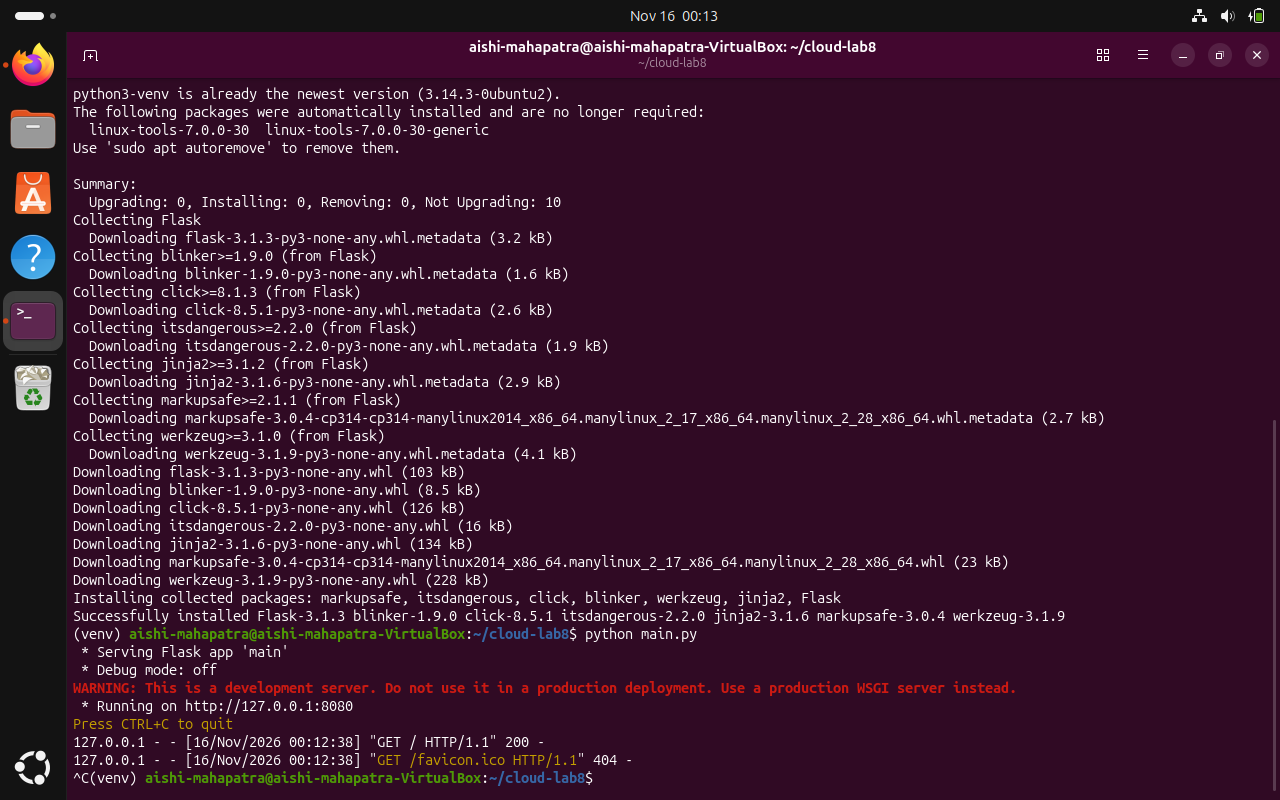 Nov 16 00:13
aishi-mahapatra@aishi-mahapatra-VirtualBox: ~/cloud-lab8
~/cloud-lab8
python3-venv is already the newest version (3.14.3-0ubuntu2).
The following packages were automatically installed and are no longer required:
  linux-tools-7.0.0-30  linux-tools-7.0.0-30-generic
Use 'sudo apt autoremove' to remove them.

Summary:
  Upgrading: 0, Installing: 0, Removing: 0, Not Upgrading: 10
Collecting Flask
  Downloading flask-3.1.3-py3-none-any.whl.metadata (3.2 kB)
Collecting blinker>=1.9.0 (from Flask)
  Downloading blinker-1.9.0-py3-none-any.whl.metadata (1.6 kB)
Collecting click>=8.1.3 (from Flask)
  Downloading click-8.5.1-py3-none-any.whl.metadata (2.6 kB)
Collecting itsdangerous>=2.2.0 (from Flask)
  Downloading itsdangerous-2.2.0-py3-none-any.whl.metadata (1.9 kB)
Collecting jinja2>=3.1.2 (from Flask)
  Downloading jinja2-3.1.6-py3-none-any.whl.metadata (2.9 kB)
Collecting markupsafe>=2.1.1 (from Flask)
  Downloading markupsafe-3.0.4-cp314-cp314-manylinux2014_x86_64.manylinux_2_17_x86_64.manylinux_2_28_x86_64.whl.metadata (2.7 kB)
Collecting werkzeug>=3.1.0 (from Flask)
  Downloading werkzeug-3.1.9-py3-none-any.whl.metadata (4.1 kB)
Downloading flask-3.1.3-py3-none-any.whl (103 kB)
Downloading blinker-1.9.0-py3-none-any.whl (8.5 kB)
Downloading click-8.5.1-py3-none-any.whl (126 kB)
Downloading itsdangerous-2.2.0-py3-none-any.whl (16 kB)
Downloading jinja2-3.1.6-py3-none-any.whl (134 kB)
Downloading markupsafe-3.0.4-cp314-cp314-manylinux2014_x86_64.manylinux_2_17_x86_64.manylinux_2_28_x86_64.whl (23 kB)
Downloading werkzeug-3.1.9-py3-none-any.whl (228 kB)
Installing collected packages: markupsafe, itsdangerous, click, blinker, werkzeug, jinja2, Flask
Successfully installed Flask-3.1.3 blinker-1.9.0 click-8.5.1 itsdangerous-2.2.0 jinja2-3.1.6 markupsafe-3.0.4 werkzeug-3.1.9
(venv) aishi-mahapatra@aishi-mahapatra-VirtualBox:~/cloud-lab8$ python main.py
 * Serving Flask app 'main'
 * Debug mode: off
WARNING: This is a development server. Do not use it in a production deployment. Use a production WSGI server instead.
 * Running on http://127.0.0.1:8080
Press CTRL+C to quit
127.0.0.1 - - [16/Nov/2026 00:12:38] "GET / HTTP/1.1" 200 -
127.0.0.1 - - [16/Nov/2026 00:12:38] "GET /favicon.ico HTTP/1.1" 404 -
^C(venv) aishi-mahapatra@aishi-mahapatra-VirtualBox:~/cloud-lab8$